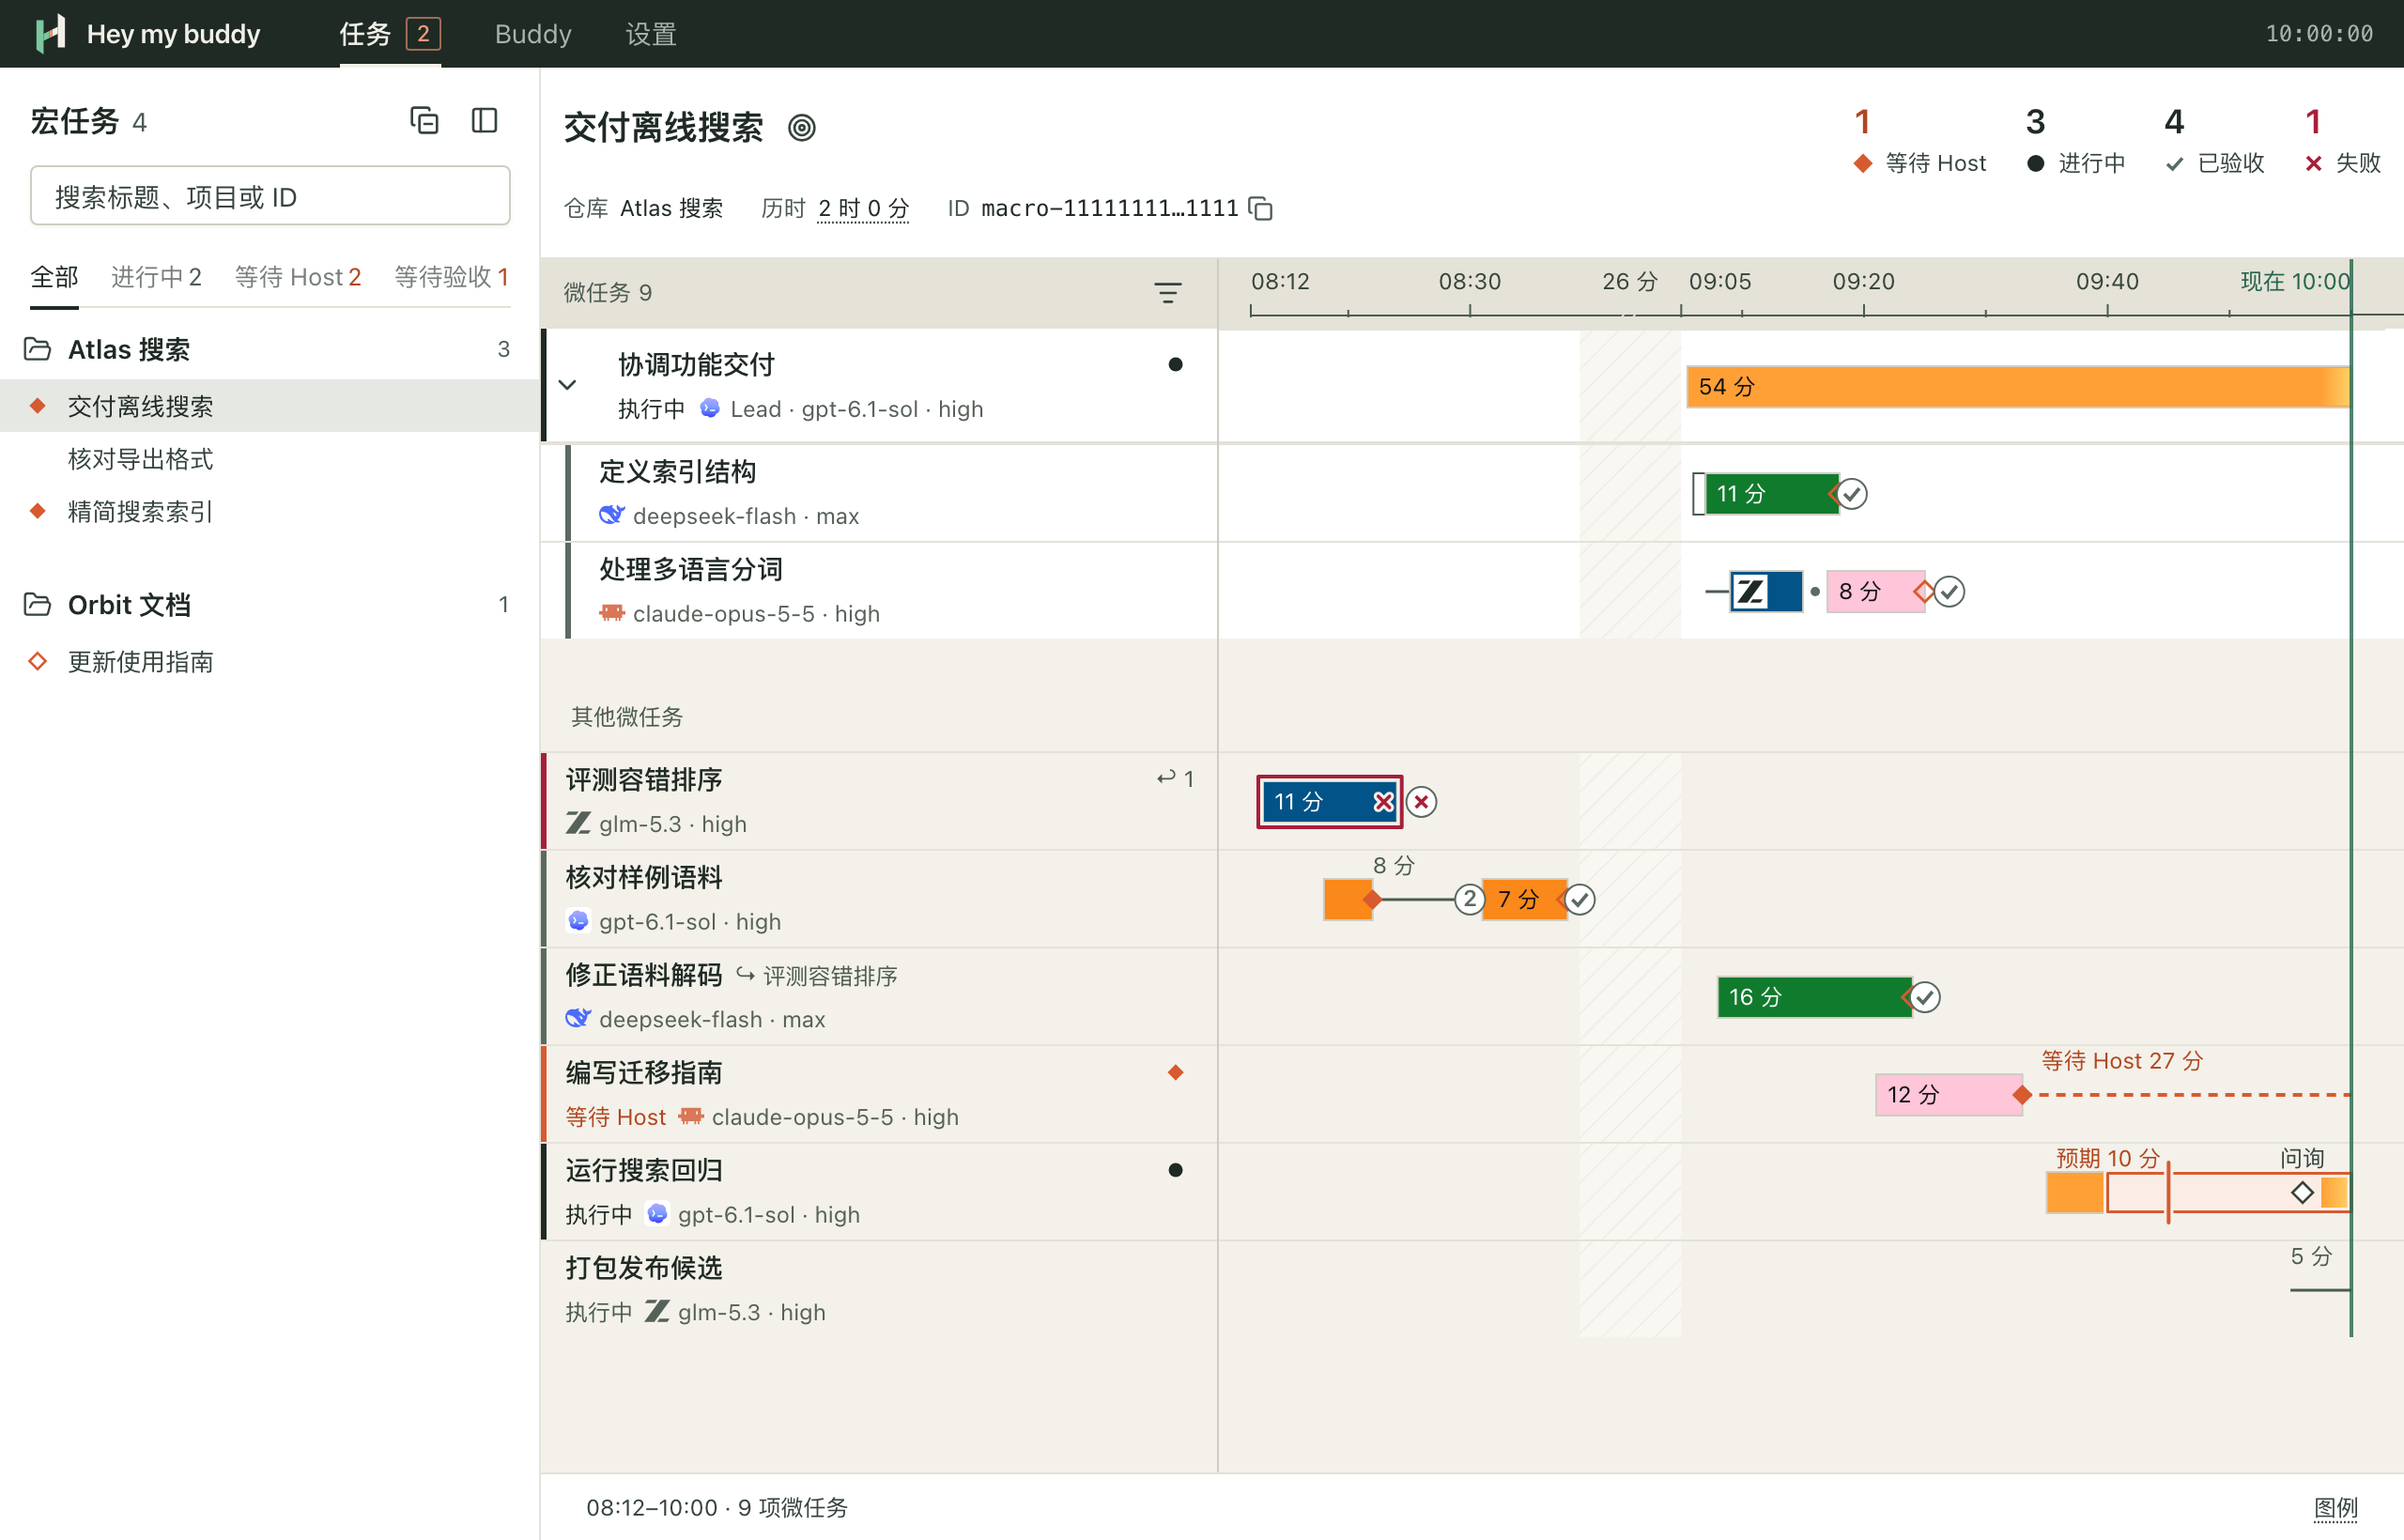 Hey my buddy 任务 2 Buddy 设置 10:00:00
宏任务 4
搜索标题、项目或 ID
全部 进行中 2 等待 Host 2 等待验收 1
Atlas 搜索 3
交付离线搜索
核对导出格式
精简搜索索引
Orbit 文档 1
更新使用指南
交付离线搜索
1 3 4 1
等待 Host 进行中 已验收 失败
仓库 Atlas 搜索 历时 2 时 0 分 ID macro-11111111…1111
微任务 9 08:12 08:30 26 分 09:05 09:20 09:40 现在 10:00
协调功能交付
执行中 Lead · gpt-6.1-sol · high
54 分
定义索引结构
deepseek-flash · max
11 分
处理多语言分词
claude-opus-5-5 · high
8 分
其他微任务
评测容错排序 1
glm-5.3 · high
11 分
核对样例语料
gpt-6.1-sol · high
8 分
2 7 分
修正语料解码 评测容错排序
deepseek-flash · max
16 分
编写迁移指南
等待 Host claude-opus-5-5 · high
等待 Host 27 分
12 分
运行搜索回归
执行中 gpt-6.1-sol · high
预期 10 分 问询
打包发布候选
执行中 glm-5.3 · high
5 分
08:12–10:00 · 9 项微任务 图例